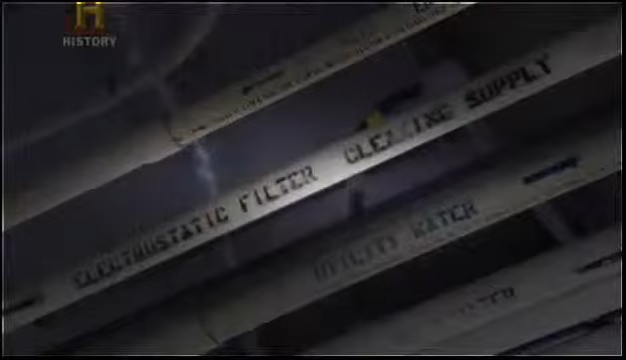 H
HISTORY
ELECTROSTATIC FILTER CLEANING SUPPLY
UTILITY WATER